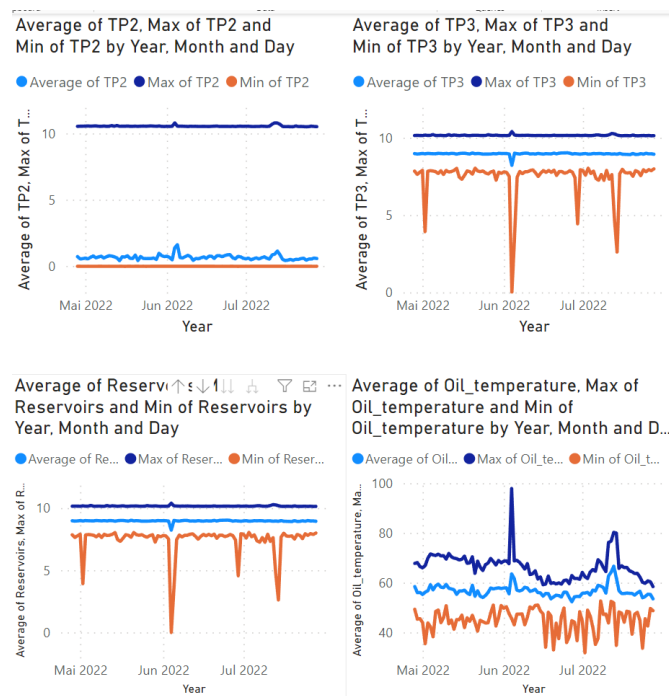 Average of TP2, Max of TP2 and
Min of TP2 by Year, Month and Day
Average of TP2 Max of TP2 Min of TP2
Average of TP2, Max of T...
10
5
0
Mai 2022 Jun 2022 Jul 2022
Year
Average of TP3, Max of TP3 and
Min of TP3 by Year, Month and Day
Average of TP3 Max of TP3 Min of TP3
Average of TP3, Max of T...
10
5
0
Mai 2022 Jun 2022 Jul 2022
Year
Average of Reserv
Reservoirs and Min of Reservoirs by
Year, Month and Day
Average of Re... Max of Reser... Min of Reser...
Average of Reservoirs, Max of R...
10
5
0
Mai 2022 Jun 2022 Jul 2022
Year
Average of Oil_temperature, Max of
Oil_temperature and Min of
Oil_temperature by Year, Month and D...
Average of Oil... Max of Oil_te... Min of Oil_t...
Average of Oil_temperature, Ma...
100
80
60
40
Mai 2022 Jun 2022 Jul 2022
Year